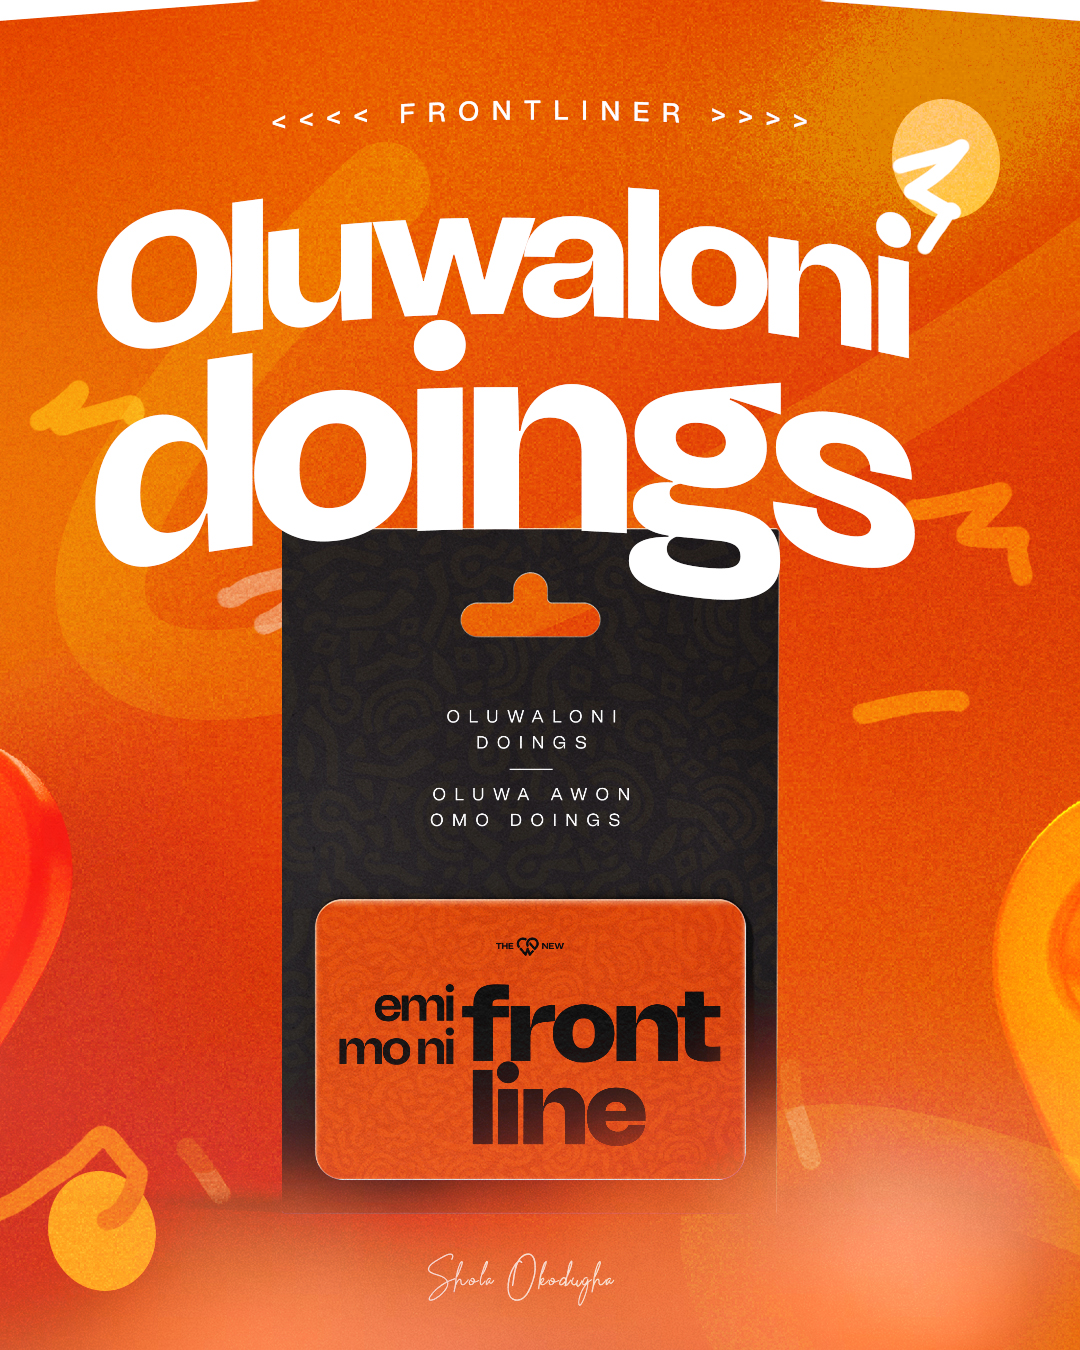 <<<< FRONTLINER >>>>
Oluwaloni
doings
OLUWALONI
DOINGS
OLUWA AWON
OMO DOINGS
THE NEW
emi
mo ni
front
line
Shola Okodugha